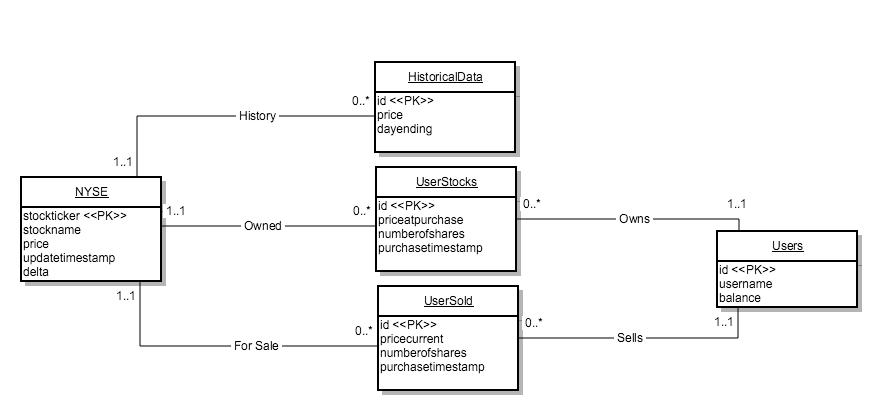 HistoricalData
id <<PK>>
price
dayending
0..*
History
1..1
NYSE
stockticker <<PK>>
stockname
price
updatetimestamp
delta
1..1
Owned
0..*
UserStocks
id <<PK>>
priceatpurchase
numberofshares
purchasetimestamp
0..*
Owns
1..1
Users
id <<PK>>
username
balance
1..1
For Sale
0..*
UserSold
id <<PK>>
pricecurrent
numberofshares
purchasetimestamp
0..*
Sells
1..1